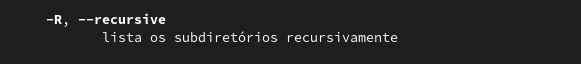 -R, --recursive
lista os subdiretórios recursivamente